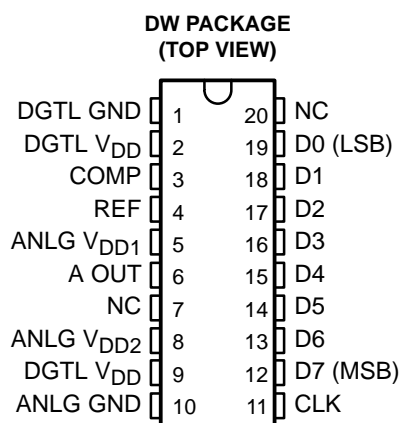 DW PACKAGE
(TOP VIEW)
DGTL GND 1 20 NC
DGTL VDD 2 19 D0 (LSB)
COMP 3 18 D1
REF 4 17 D2
ANLG VDD1 5 16 D3
A OUT 6 15 D4
NC 7 14 D5
ANLG VDD2 8 13 D6
DGTL VDD 9 12 D7 (MSB)
ANLG GND 10 11 CLK